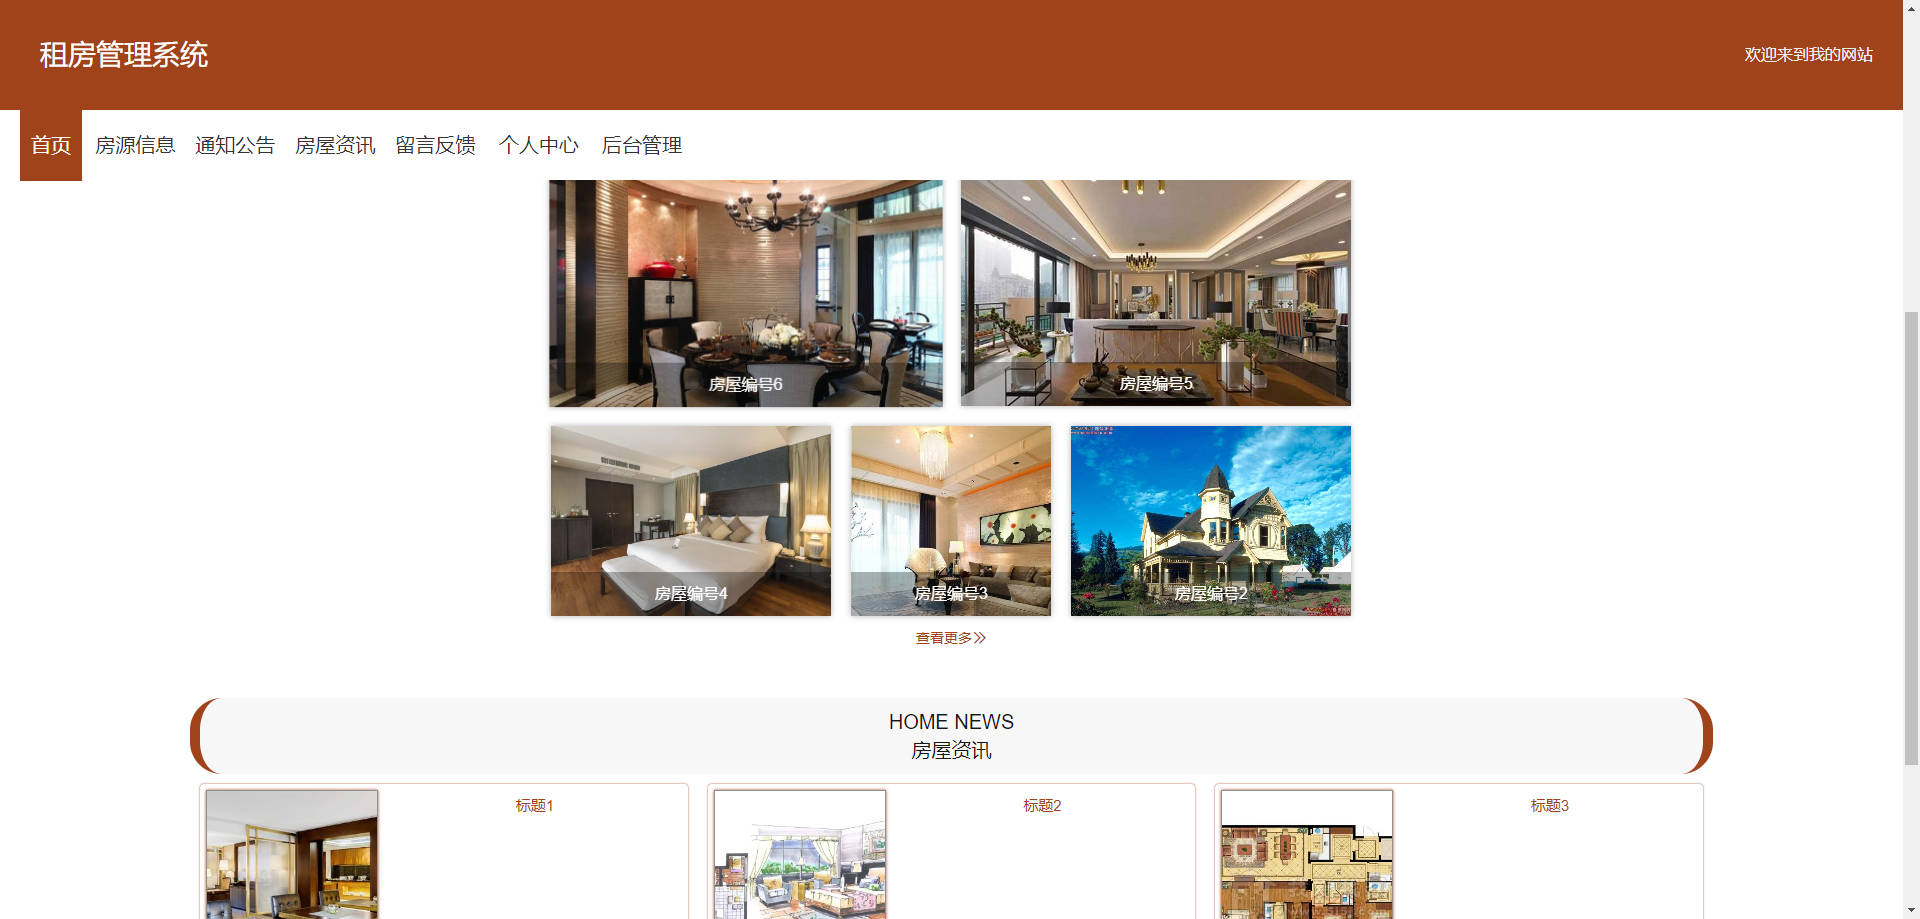 租房管理系统
欢迎来到我的网站
首页 房源信息 通知公告 房屋资讯 留言反馈 个人中心 后台管理
房屋编号6
房屋编号5
房屋编号4
房屋编号3
房屋编号2
查看更多
HOME NEWS
房屋资讯
标题1
标题2
标题3